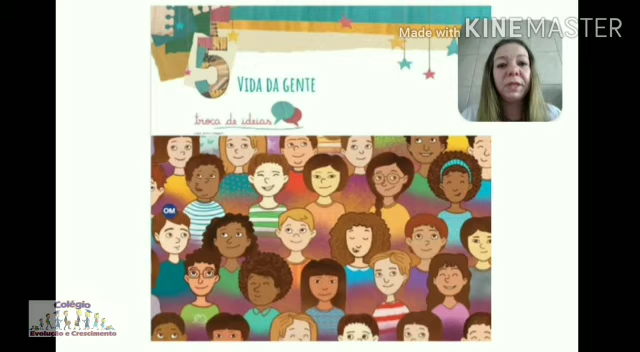 Made with KINEMASTER
5
VIDA DA GENTE
troca de ideias
OM
Colégio
Evolução e Crescimento